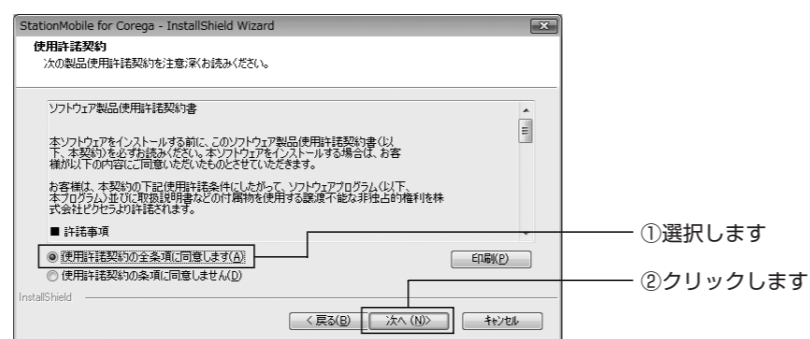 StationMobile for Corega - InstallShield Wizard
使用許諾契約
次の製品使用許諾契約を注意深くお読みください。
ソフトウェア製品使用許諾契約書
本ソフトウェアをインストールする前に、このソフトウェア製品使用許諾契約書（以
下、本契約）を必ずお読みください。本ソフトウェアをインストールする場合は、お客
様が以下の内容にご同意いただいたものとさせていただきます。
お客様は、本契約の下記使用許諾条件にしたがって、ソフトウェアプログラム（以下、
本プログラム）並びに取扱説明書などの付属物を使用する譲渡不能な非独占的権利を株
式会社ピクセラより許諾されます。
■ 許諾事項
使用許諾契約の全条項に同意します(A)
①選択します
印刷(P)
使用許諾契約の条項に同意しません(D)
②クリックします
InstallShield
< 戻る(B)
次へ (N)>
キャンセル